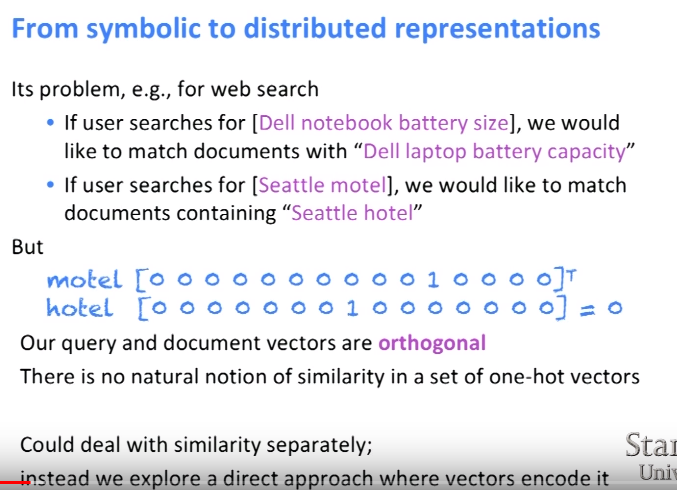 From symbolic to distributed representations
Its problem, e.g., for web search
• If user searches for [Dell notebook battery size], we would
like to match documents with “Dell laptop battery capacity”
• If user searches for [Seattle motel], we would like to match
documents containing “Seattle hotel”
But
motel [0 0 0 0 0 0 0 0 0 0 1 0 0 0 0]ᵀ
hotel [0 0 0 0 0 0 0 1 0 0 0 0 0 0 0] = 0
Our query and document vectors are orthogonal
There is no natural notion of similarity in a set of one-hot vectors
Could deal with similarity separately;
instead we explore a direct approach where vectors encode it
Stan
Univ